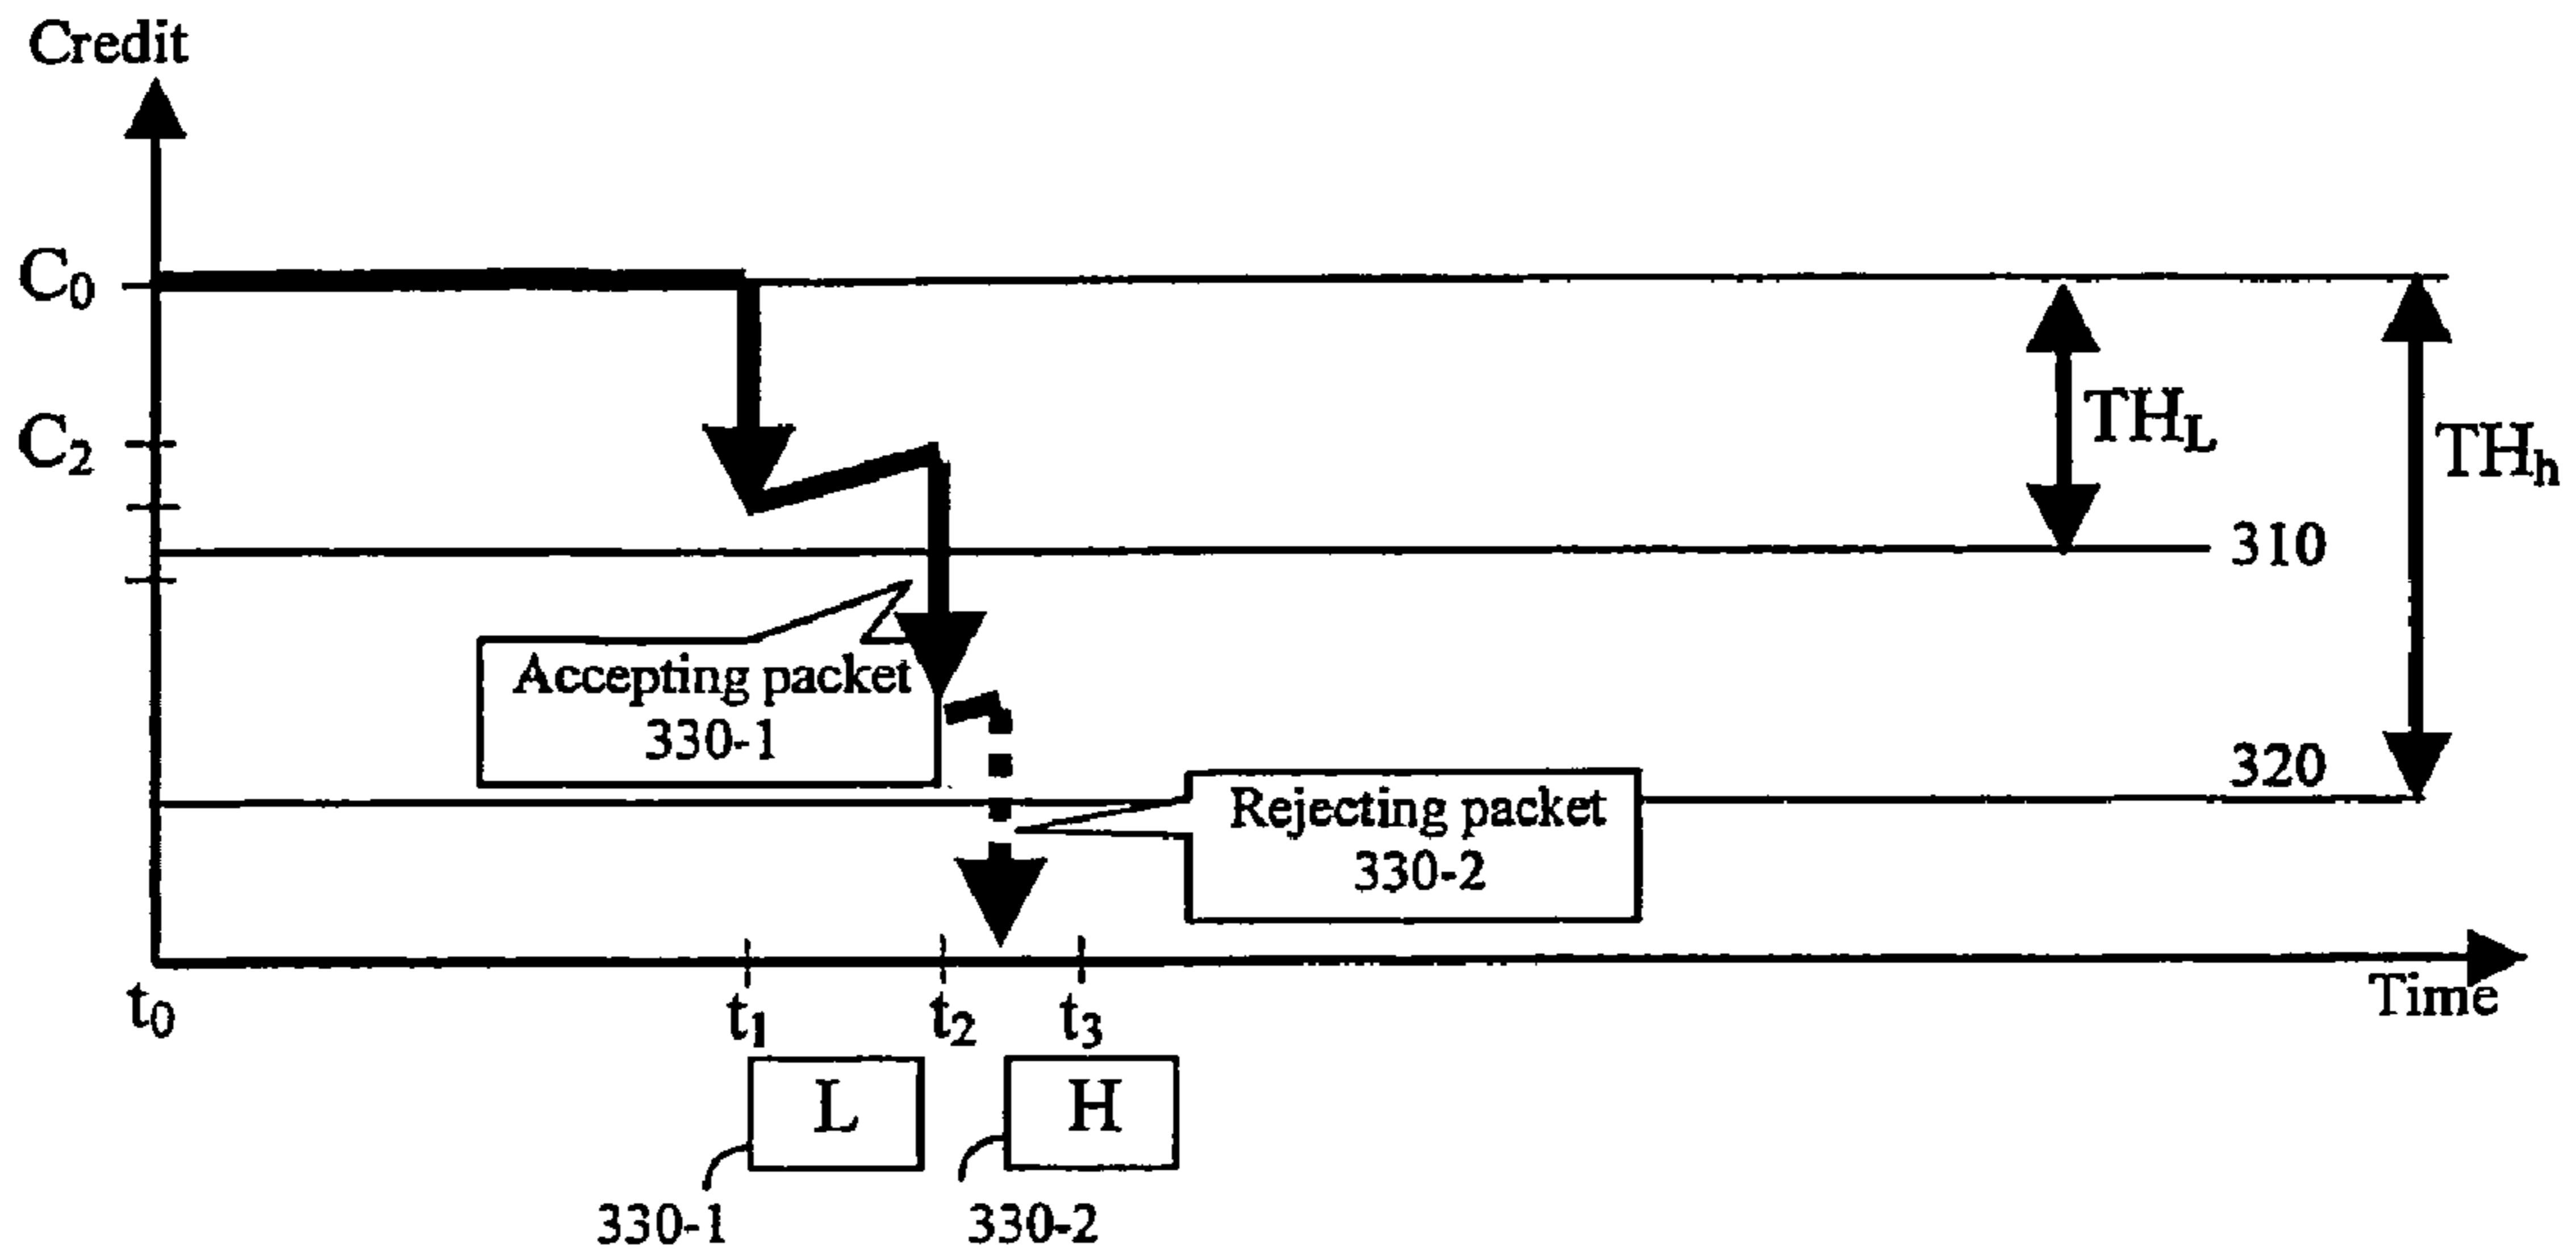 Credit
C₀
C₂
TH_L
TH_h
310
Accepting packet
330-1
320
Rejecting packet
330-2
t₀
t₁
t₂
t₃
Time
L
H
330-1
330-2